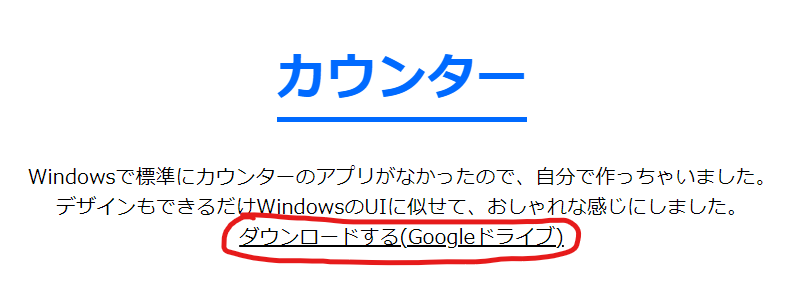 カウンター
Windowsで標準にカウンターのアプリがなかったので、自分で作っちゃいました。
デザインもできるだけWindowsのUIに似せて、おしゃれな感じにしました。
ダウンロードする(Googleドライブ)